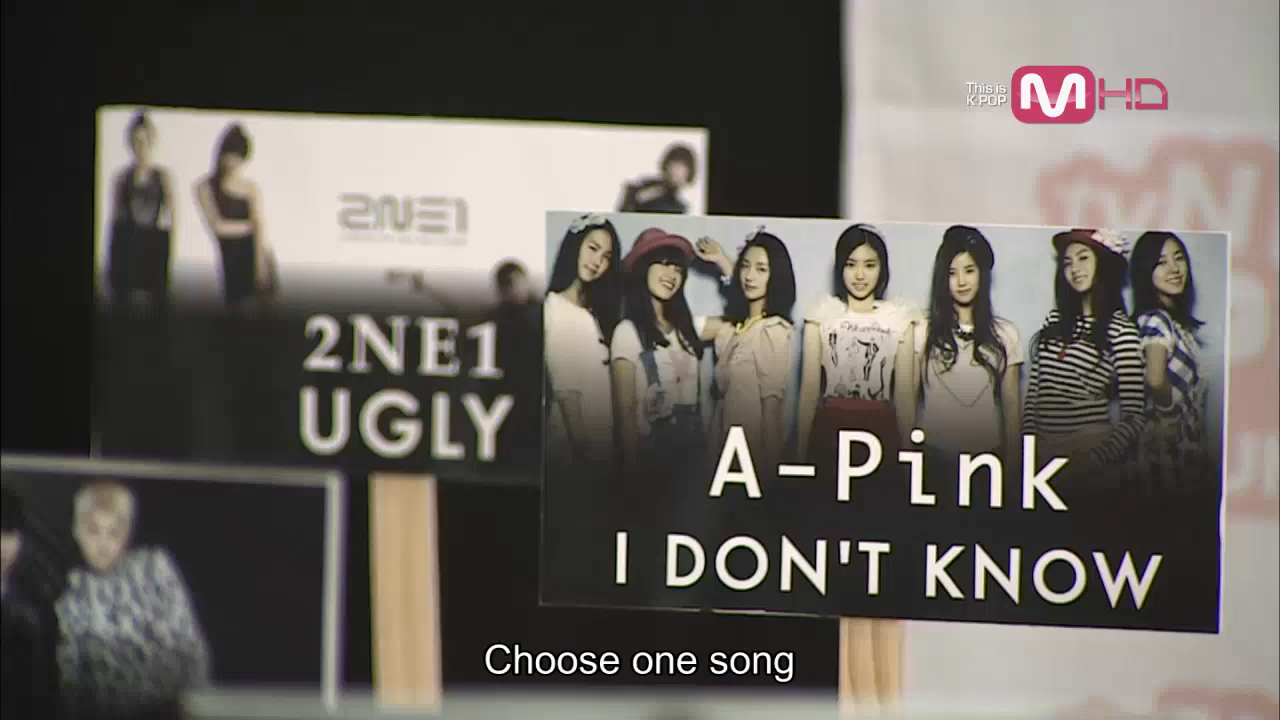 This is
K·POP
M HD
2NE1
2NE1
UGLY
A-Pink
I DON'T KNOW
Choose one song